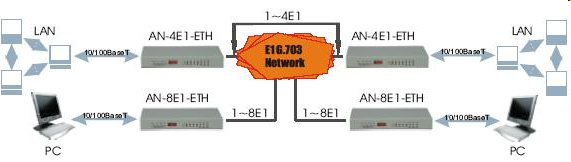 1~4E1
LAN AN-4E1-ETH E1G.703 AN-4E1-ETH LAN
10/100BaseT Network 10/100BaseT
AN-8E1-ETH AN-8E1-ETH
10/100BaseT 1~8E1 1~8E1 10/100BaseT
PC PC